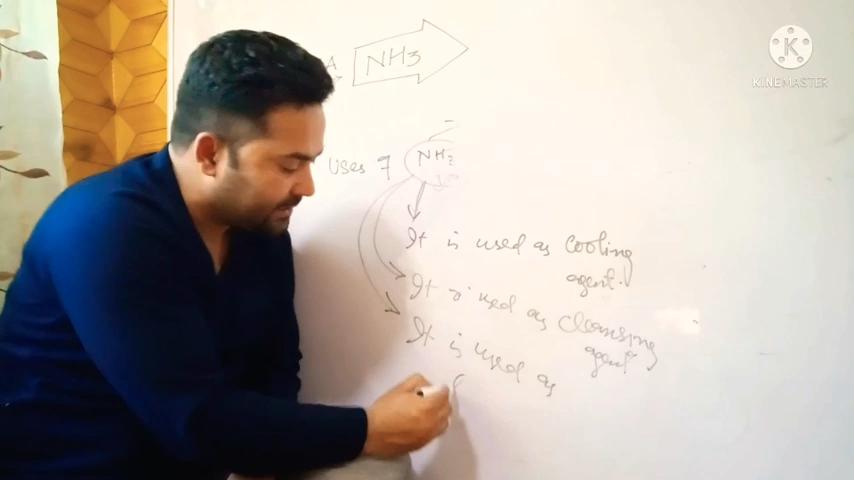 NH3
KINEMASTER
uses of NH3
It is used as cooling
agent.
It is used as cleansing
agent
It is used as